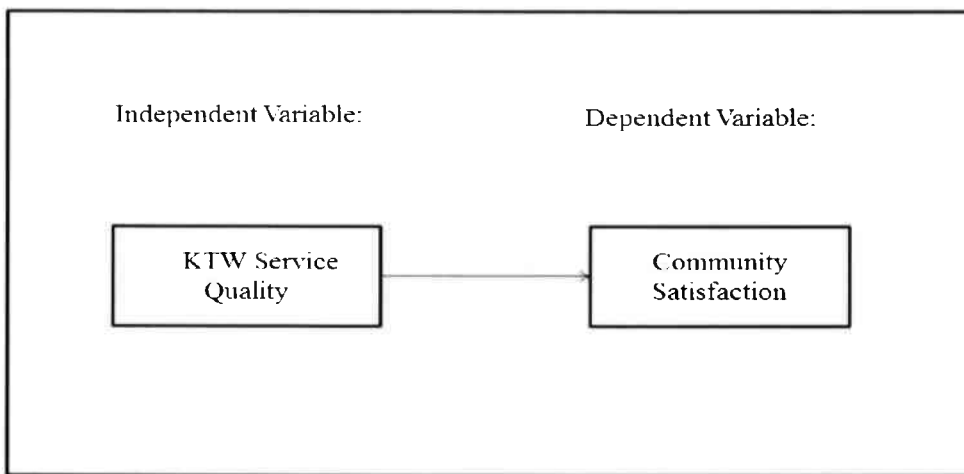 Independent Variable:
Dependent Variable:
KTW Service
Quality
Community
Satisfaction